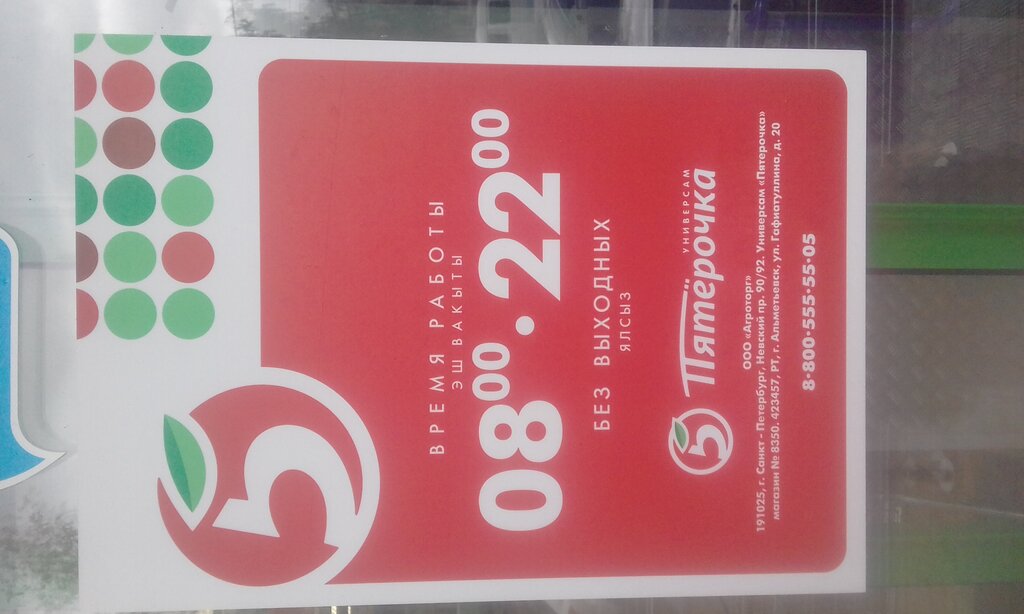 ВРЕМЯ РАБОТЫ
ЭШ ВАКЫТЫ
08⁰⁰ · 22⁰⁰
БЕЗ ВЫХОДНЫХ
ЯЛСЫЗ
5
УНИВЕРСАМ
Пятёрочка
ООО «Агроторг»
191025, г. Санкт - Петербург, Невский пр. 90/92. Универсам «Пятерочка»
магазин № 8350. 423457, РТ, г. Альметьевск, ул. Гафиатуллина, д. 20
8·800·555·55·05